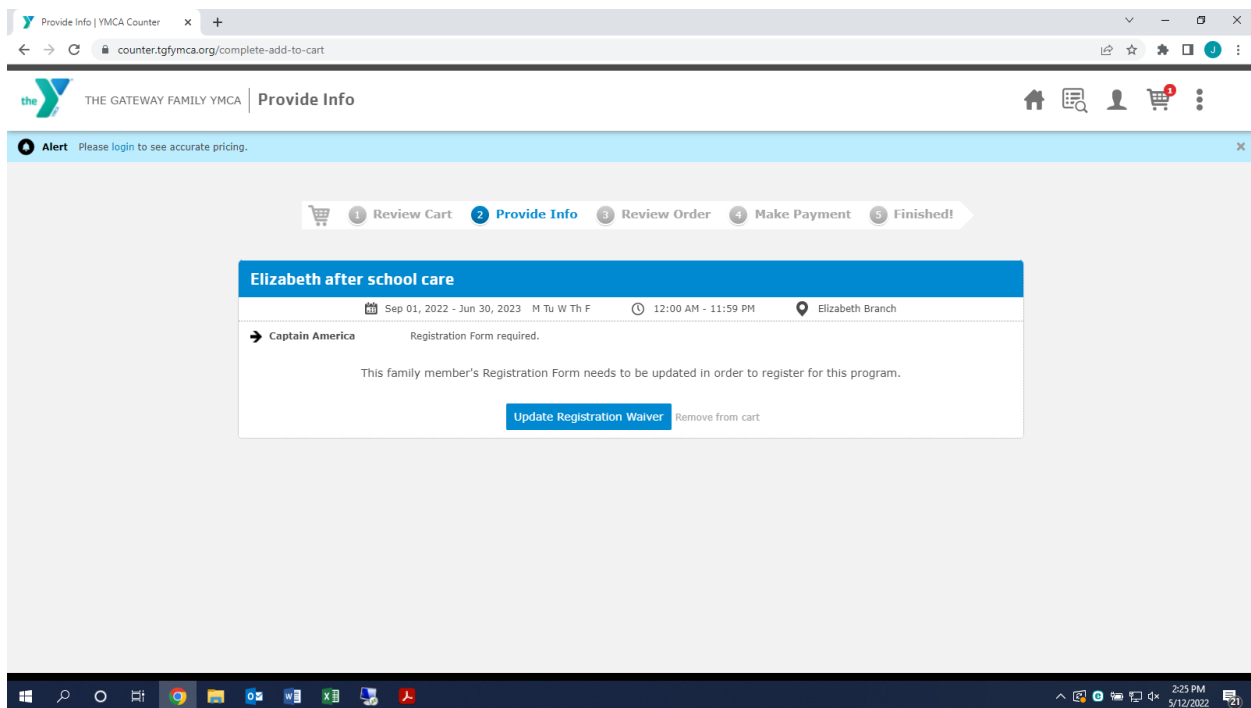 Provide Info | YMCA Counter
counter.tgfymca.org/complete-add-to-cart
J
the Y
THE GATEWAY FAMILY YMCA | Provide Info
1
Alert Please login to see accurate pricing.
1 Review Cart 2 Provide Info 3 Review Order 4 Make Payment 5 Finished!
Elizabeth after school care
Sep 01, 2022 - Jun 30, 2023 M Tu W Th F 12:00 AM - 11:59 PM Elizabeth Branch
Captain America Registration Form required.
This family member's Registration Form needs to be updated in order to register for this program.
Update Registration Waiver Remove from cart
2:25 PM
5/12/2022
21